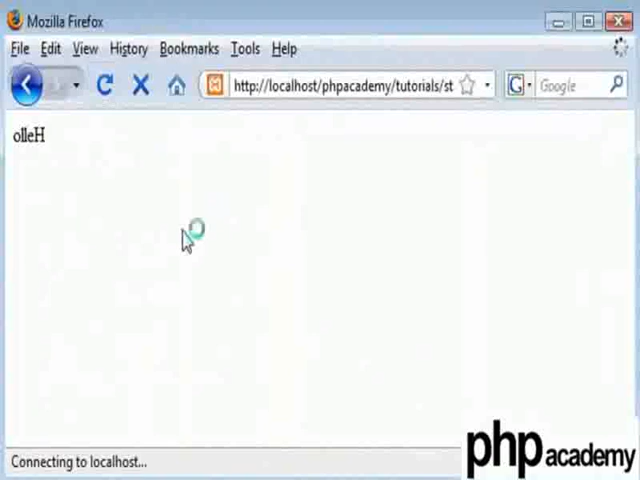 Mozilla Firefox
File Edit View History Bookmarks Tools Help
http://localhost/phpacademy/tutorials/st
G Google
olleH
Connecting to localhost...
php academy